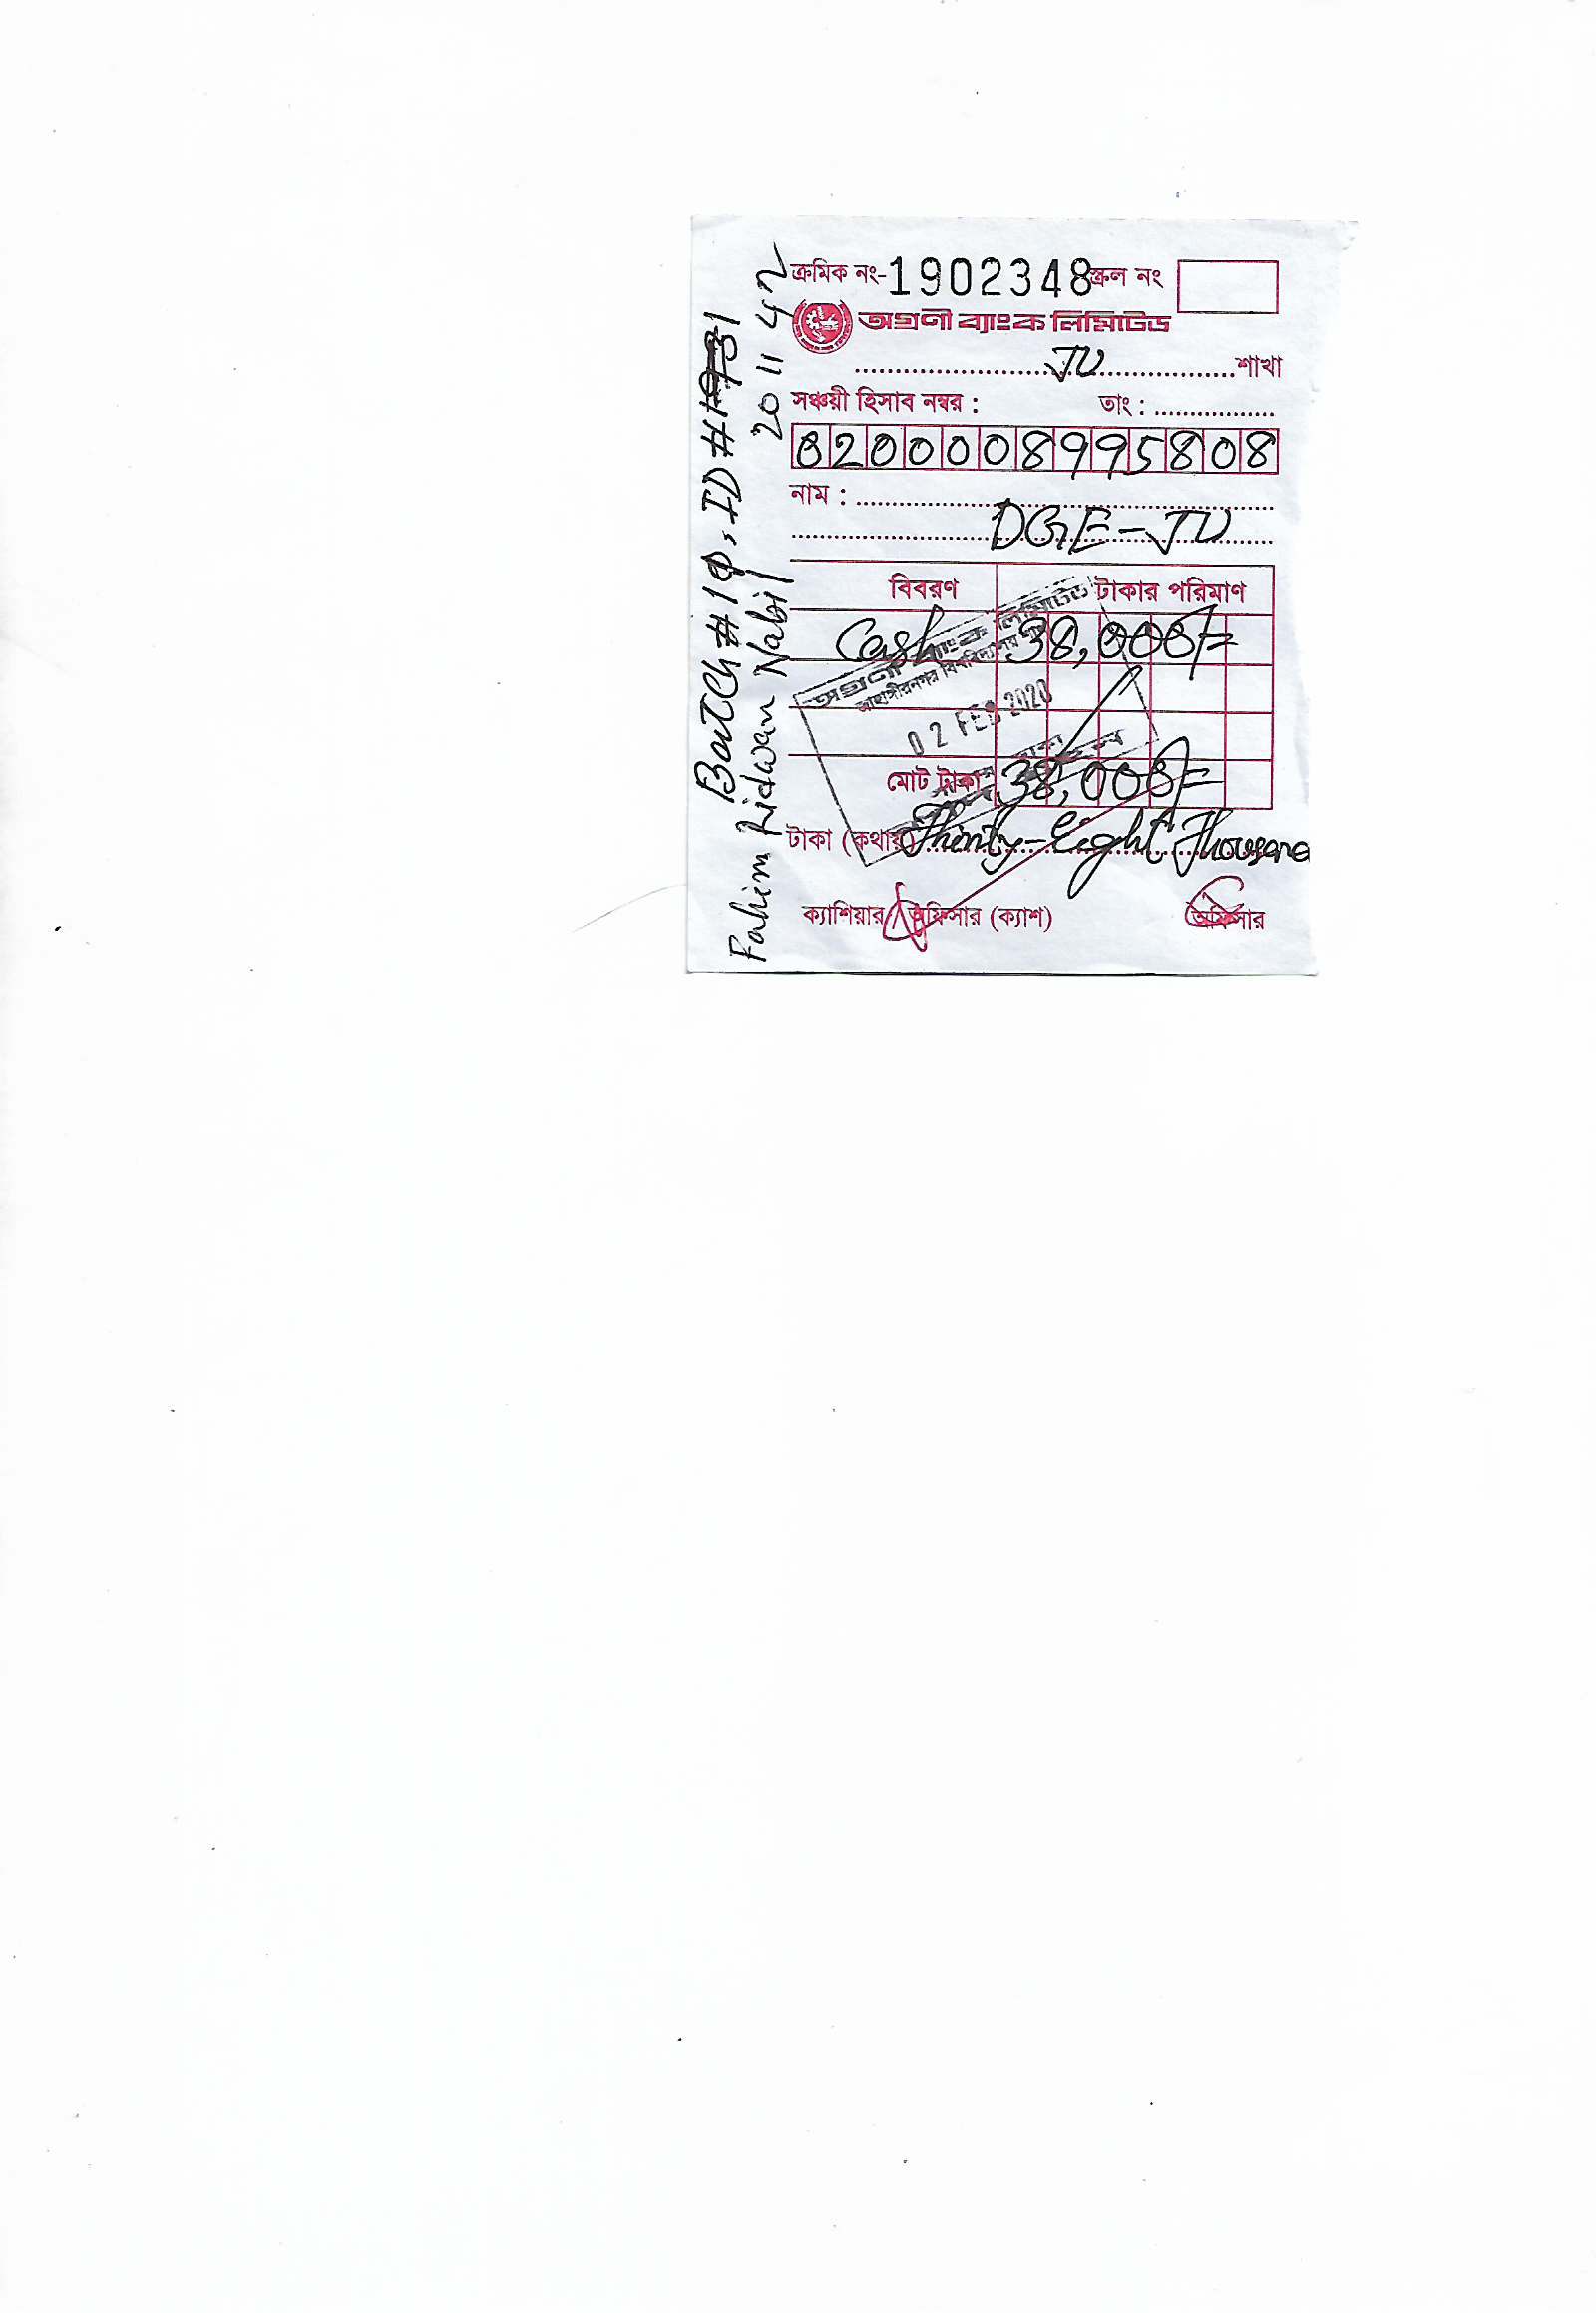 ক্রমিক নং-1902348 স্ক্রল নং
অগ্রণী ব্যাংক লিমিটেড
JU শাখা
সঞ্চয়ী হিসাব নম্বর : তাং :
0200008995808
নাম :
DGE-JU
বিবরণ টাকার পরিমাণ
Cash 38,000/=
অগ্রণী ব্যাংক লিমিটেড
জাহাঙ্গীরনগর বিশ্ববিদ্যালয়
02 FEB 2020
মোট টাকা 38,000/=
টাকা (কথায়) Thirty-Eight Thousand
ক্যাশিয়ার/অফিসার (ক্যাশ) অফিসার
Batch #10, ID #
201142
Fahim Ridwan Nabil